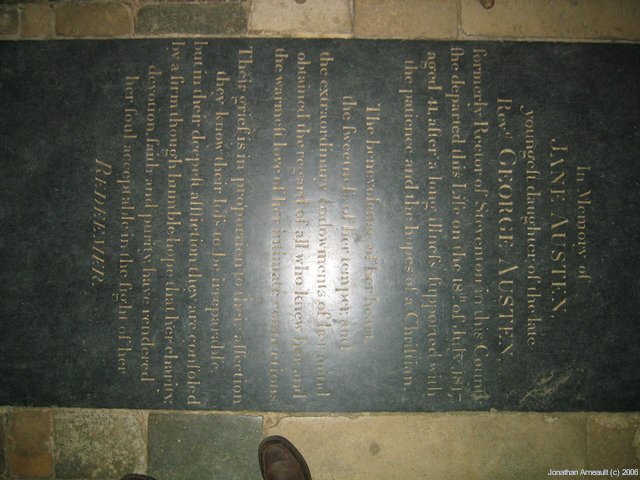 In Memory of
JANE AUSTEN,
youngest daughter of the late
Revd. GEORGE AUSTEN,
formerly Rector of Steventon in this County
she departed this Life on the 18th of July 1817,
aged 41, after a long illness supported with
the patience and the hopes of a Christian.
The benevolence of her heart,
the sweetness of her temper, and
the extraordinary endowments of her mind
obtained the regard of all who knew her and
the warmest love of her intimate connections.
Their grief is in proportion to their affection
they know their loss to be irreparable,
but in their deepest affliction they are consoled
by a firm though humble hope that her charity,
devotion, faith and purity, have rendered
her soul acceptable in the sight of her
REDEEMER.
Jonathan Arneault (c) 2006